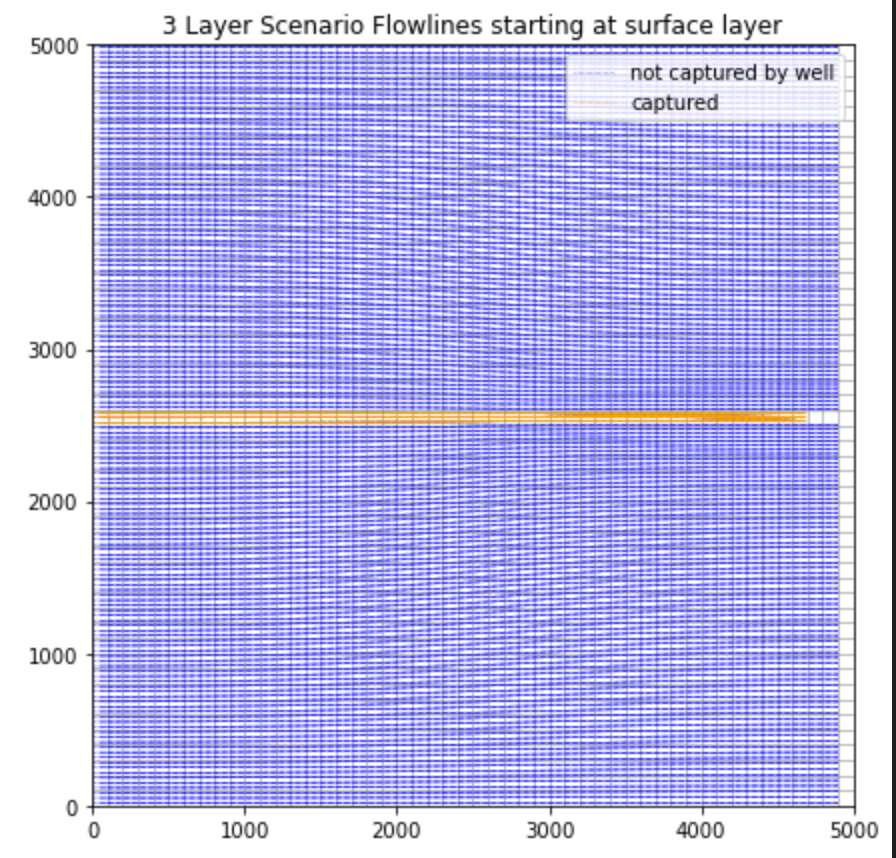 3 Layer Scenario Flowlines starting at surface layer
5000
not captured by well
captured
4000
3000
2000
1000
0
0 1000 2000 3000 4000 5000